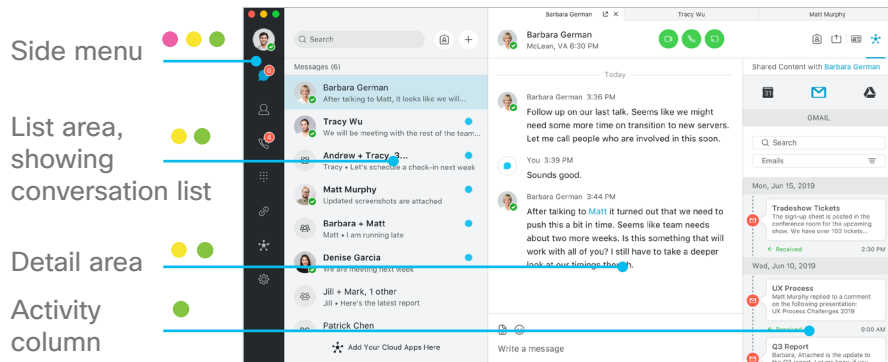 Side menu
List area,
showing
conversation list
Detail area
Activity
column
6
4
Search
Messages (6)
Barbara German
After talking to Matt, it looks like we will...
Tracy Wu
We will be meeting with the rest of the team...
Andrew + Tracy, 3...
Tracy • Let's schedule a check-in next week
Matt Murphy
Updated screenshots are attached
Barbara + Matt
Matt • I am running late
Denise Garcia
We are meeting next week
Jill + Mark, 1 other
Jill • Here's the latest report
Patrick Chen
Add Your Cloud Apps Here
Barbara German
Tracy Wu
Matt Murphy
Barbara German
McLean, VA 6:30 PM
Today
Barbara German 3:36 PM
Follow up on our last talk. Seems like we might
need some more time on transition to new servers.
Let me call people who are involved in this soon.
You 3:39 PM
Sounds good.
Barbara German 3:44 PM
After talking to Matt it turned out that we need to
push this a bit in time. Seems like team needs
about two more weeks. Is this something that will
work with all of you? I still have to take a deeper
look at our timings though.
Write a message
Shared Content with Barbara German
31
GMAIL
Search
Emails
Mon, Jun 15, 2019
Tradeshow Tickets
The sign-up sheet is posted in the
conference room for the upcoming
show. We have over 100 tickets...
Received 2:30 PM
Wed, Jun 10, 2019
UX Process
Matt Murphy replied to a comment
on the following presentation:
UX Process Challenges 2019
Received 9:00 AM
Q3 Report
Barbara, Attached is the update to
the Q3 report. Let me know if you